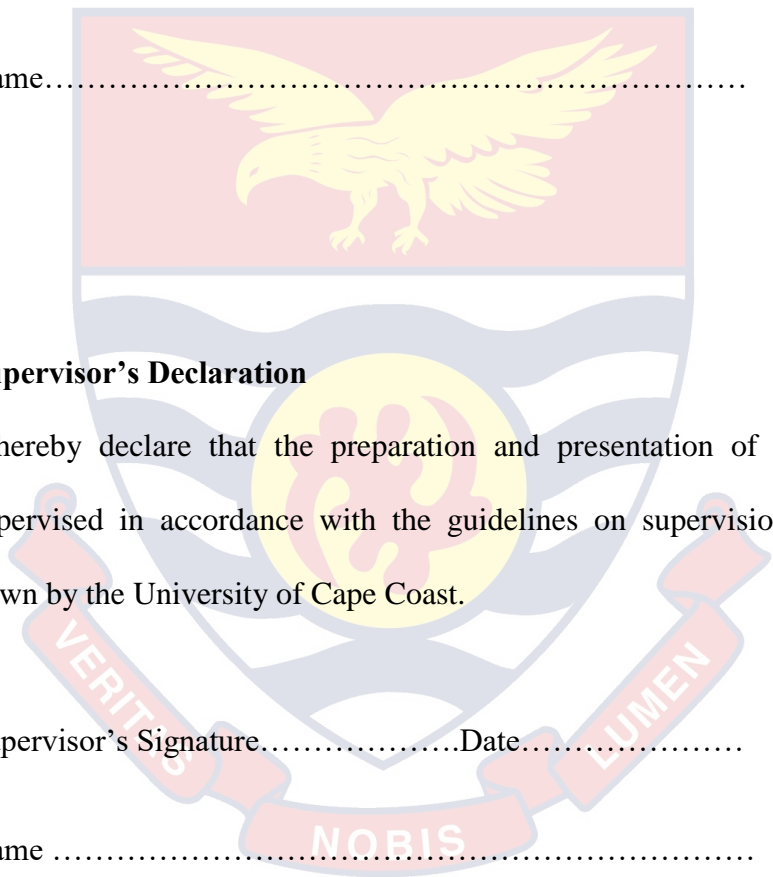 ame……………………………………………………………
pervisor’s Declaration
hereby declare that the preparation and presentation of
pervised in accordance with the guidelines on supervisio
wn by the University of Cape Coast.
pervisor’s Signature……………….Date…………………
ame ……………………………………………………………
VERITAS NOBIS LUMEN